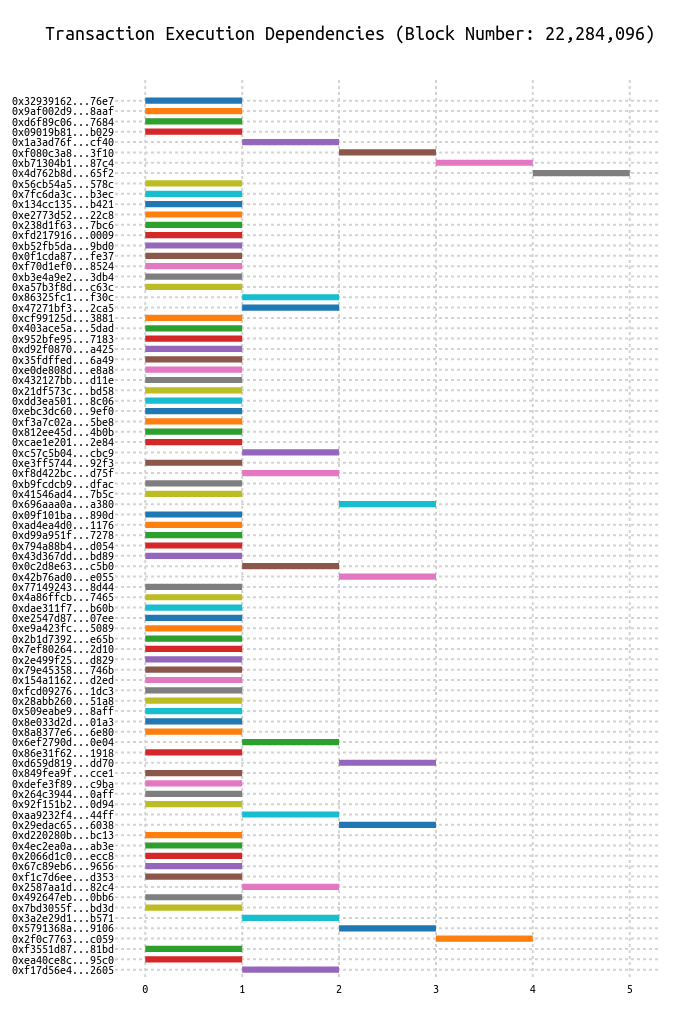 Transaction Execution Dependencies (Block Number: 22,284,096)
0x32939162...76e7
0x9af002d9...8aaf
0xd6f89c06...7684
0x09019b81...b029
0x1a3ad76f...cf40
0xf080c3a8...3f10
0xb71304b1...87c4
0x4d762b8d...65f2
0x56cb54a5...578c
0x7fc6da3c...b3ec
0x134cc135...b421
0xe2773d52...22c8
0x238d1f63...7bc6
0xfd217916...0009
0xb52fb5da...9bd0
0x0f1cda87...fe37
0xf70d1ef0...8524
0xb3e4a9e2...3db4
0xa57b3f8d...c63c
0x86325fc1...f30c
0x47271bf3...2ca5
0xcf99125d...3881
0x403ace5a...5dad
0x952bfe95...7183
0xd92f0870...a425
0x35fdffed...6a49
0xe0de808d...e8a8
0x432127bb...d11e
0x21df573c...bd58
0xdd3ea501...8c06
0xebc3dc60...9ef0
0xf3a7c02a...5be8
0x812ee45d...4b0b
0xcae1e201...2e84
0xc57c5b04...cbc9
0xe3ff5744...92f3
0xf8d422bc...d75f
0xb9fcdcb9...dfac
0x41546ad4...7b5c
0x696aaa0a...a380
0x09f101ba...890d
0xad4ea4d0...1176
0xd99a951f...7278
0x794a88b4...d054
0x43d367dd...bd89
0x0c2d8e63...c5b0
0x42b76ad0...e055
0x77149243...8d44
0x4a86ffcb...7465
0xdae311f7...b60b
0xe2547d87...07ee
0xe9a423fc...5089
0x2b1d7392...e65b
0x7ef80264...2d10
0x2e499f25...d829
0x79e45358...746b
0x154a1162...d2ed
0xfcd09276...1dc3
0x28abb260...51a8
0x509eabe9...8aff
0x8e033d2d...01a3
0x8a8377e6...6e80
0x6ef2790d...0e04
0x86e31f62...1918
0xd659d819...dd70
0x849fea9f...cce1
0xdefe3f89...c9ba
0x264c3944...0aff
0x92f151b2...0d94
0xaa9232f4...44ff
0x29edac65...6038
0xd220280b...bc13
0x4ec2ea0a...ab3e
0x2066d1c0...ecc8
0x67c89eb6...9656
0xf1c7d6ee...d353
0x2587aa1d...82c4
0x492647eb...0bb6
0x7bd3055f...bd3d
0x3a2e29d1...b571
0x5791368a...9106
0x2f0c7763...c059
0xf3551d87...81bd
0xea40ce8c...95c0
0xf17d56e4...2605
0 1 2 3 4 5